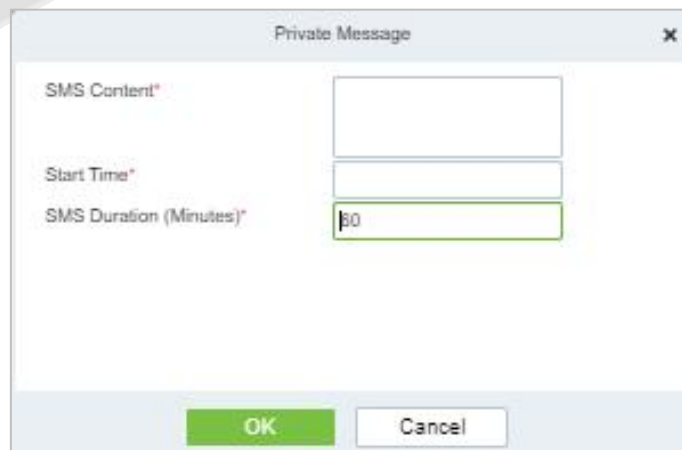 Private Message
SMS Content*
Start Time*
SMS Duration (Minutes)*
60
OK
Cancel